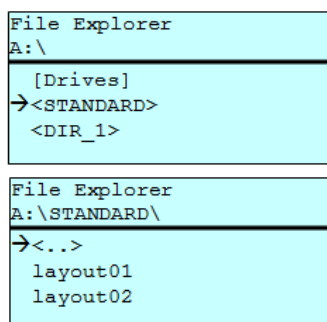 File Explorer
A:\
[Drives]
→<STANDARD>
<DIR_1>
File Explorer
A:\STANDARD\
→<..>
layout01
layout02